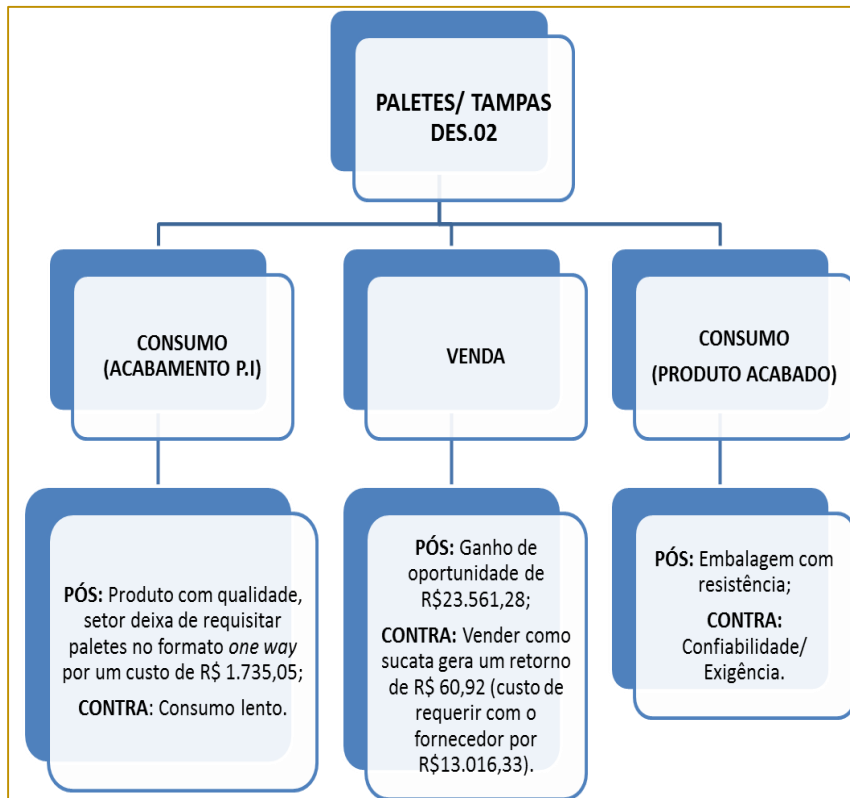 PALETES/ TAMPAS
DES.02
CONSUMO
(ACABAMENTO P.I)
VENDA
CONSUMO
(PRODUTO ACABADO)
PÓS: Produto com qualidade,
setor deixa de requisitar
paletes no formato one way
por um custo de R$ 1.735,05;
CONTRA: Consumo lento.
PÓS: Ganho de
oportunidade de
R$23.561,28;
CONTRA: Vender como
sucata gera um retorno
de R$ 60,92 (custo de
requerir com o
fornecedor por
R$13.016,33).
PÓS: Embalagem com
resistência;
CONTRA:
Confiabilidade/
Exigência.